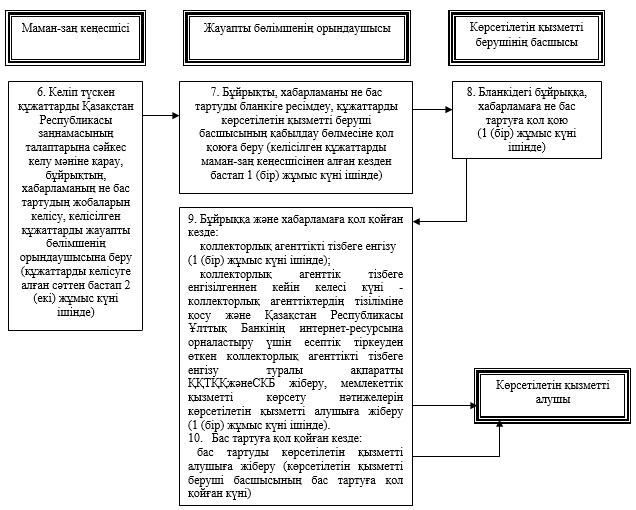 Маман-заң кеңесшісі
Жауапты бөлімшенің орындаушысы
Көрсетілетін қызметті
берушінің басшысы
6. Келіп түскен
құжаттарды Қазақстан
Республикасы
заңнамасының
талаптарына сәйкес
келу мәніне қарау,
бұйрықтың,
хабарламаның не бас
тартудың жобаларын
келісу, келісілген
құжаттарды жауапты
бөлімшенің
орындаушысына беру
(құжаттарды келісуге
алған сәттен бастап 2
(екі) жұмыс күні
ішінде)
7. Бұйрықты, хабарламаны не бас
тартуды бланкіге ресімдеу, құжаттарды
көрсетілетін қызметті беруші
басшысының қабылдау бөлмесіне қол
қоюға беру (келісілген құжаттарды
маман-заң кеңесшісінен алған кезден
бастап 1 (бір) жұмыс күні ішінде)
8. Бланкідегі бұйрыққа,
хабарламаға не бас
тартуға қол қою
(1 (бір) жұмыс күні
ішінде)
9. Бұйрыққа және хабарламаға қол қойған
кезде:
коллекторлық агенттікті тізбеге енгізу
(1 (бір) жұмыс күні ішінде);
коллекторлық агенттік тізбеге
енгізілгеннен кейін келесі күні -
коллекторлық агенттіктердің тізіліміне
қосу және Қазақстан Республикасы
Ұлттық Банкінің интернет-ресурсына
орналастыру үшін есептік тіркеуден
өткен коллекторлық агенттікті тізбеге
енгізу туралы ақпаратты
ҚҚТКҚжәнеСКБ жіберу, мемлекеттік
қызметті көрсету нәтижелерін
көрсетілетін қызметті алушыға жіберу
(1 (бір) жұмыс күні ішінде).
10. Бас тартуға қол қойған кезде:
бас тартуды көрсетілетін қызметті
алушыға жіберу (көрсетілетін қызметті
беруші басшысының бас тартуға қол
қойған күні)
Көрсетілетін қызметті
алушы